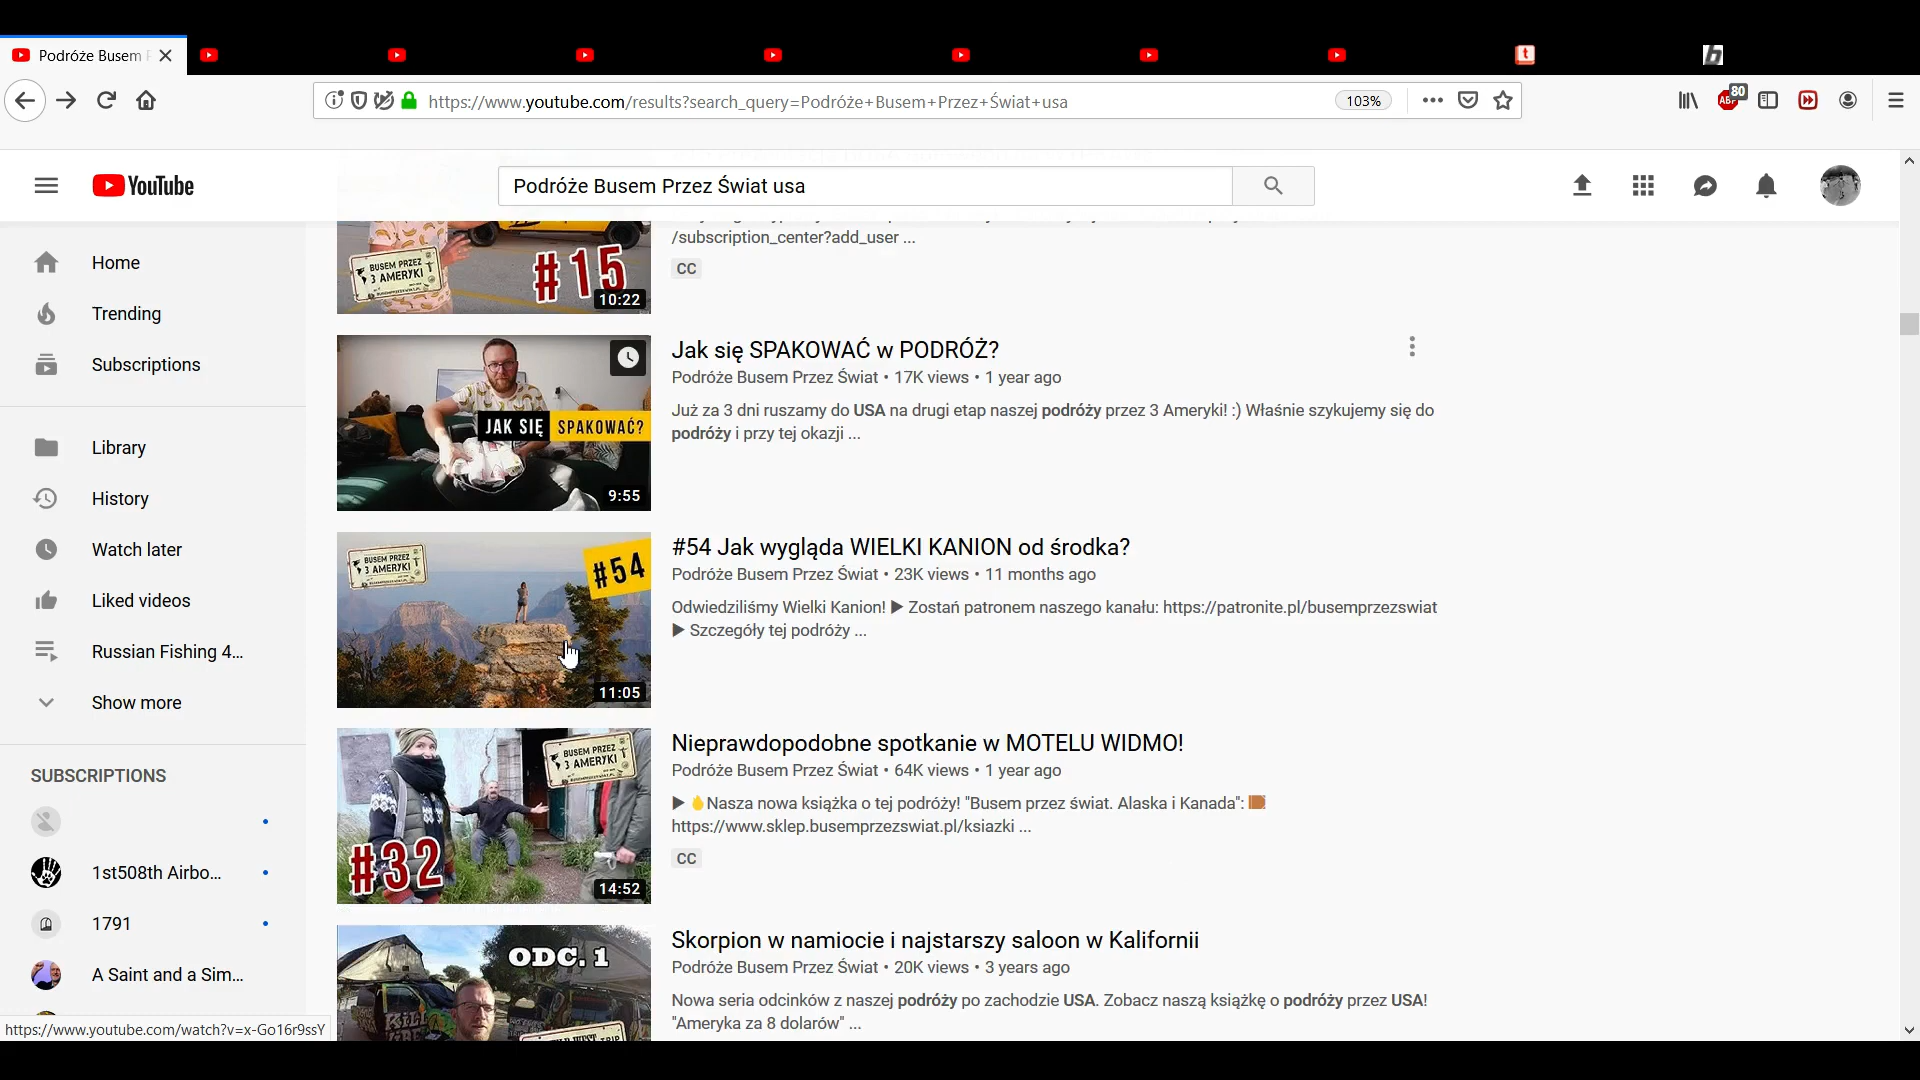 Podróże Busem
https://www.youtube.com/results?search_query=Podróże+Busem+Przez+Świat+usa
103%
80
ABP
YouTube
Podróże Busem Przez Świat usa
Home
Trending
Subscriptions
Library
History
Watch later
Liked videos
Russian Fishing 4...
Show more
SUBSCRIPTIONS
1st508th Airbo...
1791
A Saint and a Sim...
https://www.youtube.com/watch?v=x-Go16r9ssY
BUSEM PRZEZ
3 AMERYKI
#15
10:22
/subscription_center?add_user ...
CC
JAK SIĘ SPAKOWAĆ?
9:55
Jak się SPAKOWAĆ w PODRÓŻ?
Podróże Busem Przez Świat • 17K views • 1 year ago
Już za 3 dni ruszamy do USA na drugi etap naszej podróży przez 3 Ameryki! :) Właśnie szykujemy się do
podróży i przy tej okazji ...
BUSEM PRZEZ
3 AMERYKI
#54
11:05
#54 Jak wygląda WIELKI KANION od środka?
Podróże Busem Przez Świat • 23K views • 11 months ago
Odwiedziliśmy Wielki Kanion! ▶ Zostań patronem naszego kanału: https://patronite.pl/busemprzezswiat
▶ Szczegóły tej podróży ...
BUSEM PRZEZ
3 AMERYKI
#32
14:52
Nieprawdopodobne spotkanie w MOTELU WIDMO!
Podróże Busem Przez Świat • 64K views • 1 year ago
▶ Nasza nowa książka o tej podróży! "Busem przez świat. Alaska i Kanada":
https://www.sklep.busemprzezswiat.pl/ksiazki ...
CC
ODC. 1
Skorpion w namiocie i najstarszy saloon w Kalifornii
Podróże Busem Przez Świat • 20K views • 3 years ago
Nowa seria odcinków z naszej podróży po zachodzie USA. Zobacz naszą książkę o podróży przez USA!
"Ameryka za 8 dolarów" ...